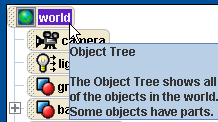 world
camera
Object Tree
lig
The Object Tree shows all
gr
of the objects in the world.
ba
Some objects have parts.